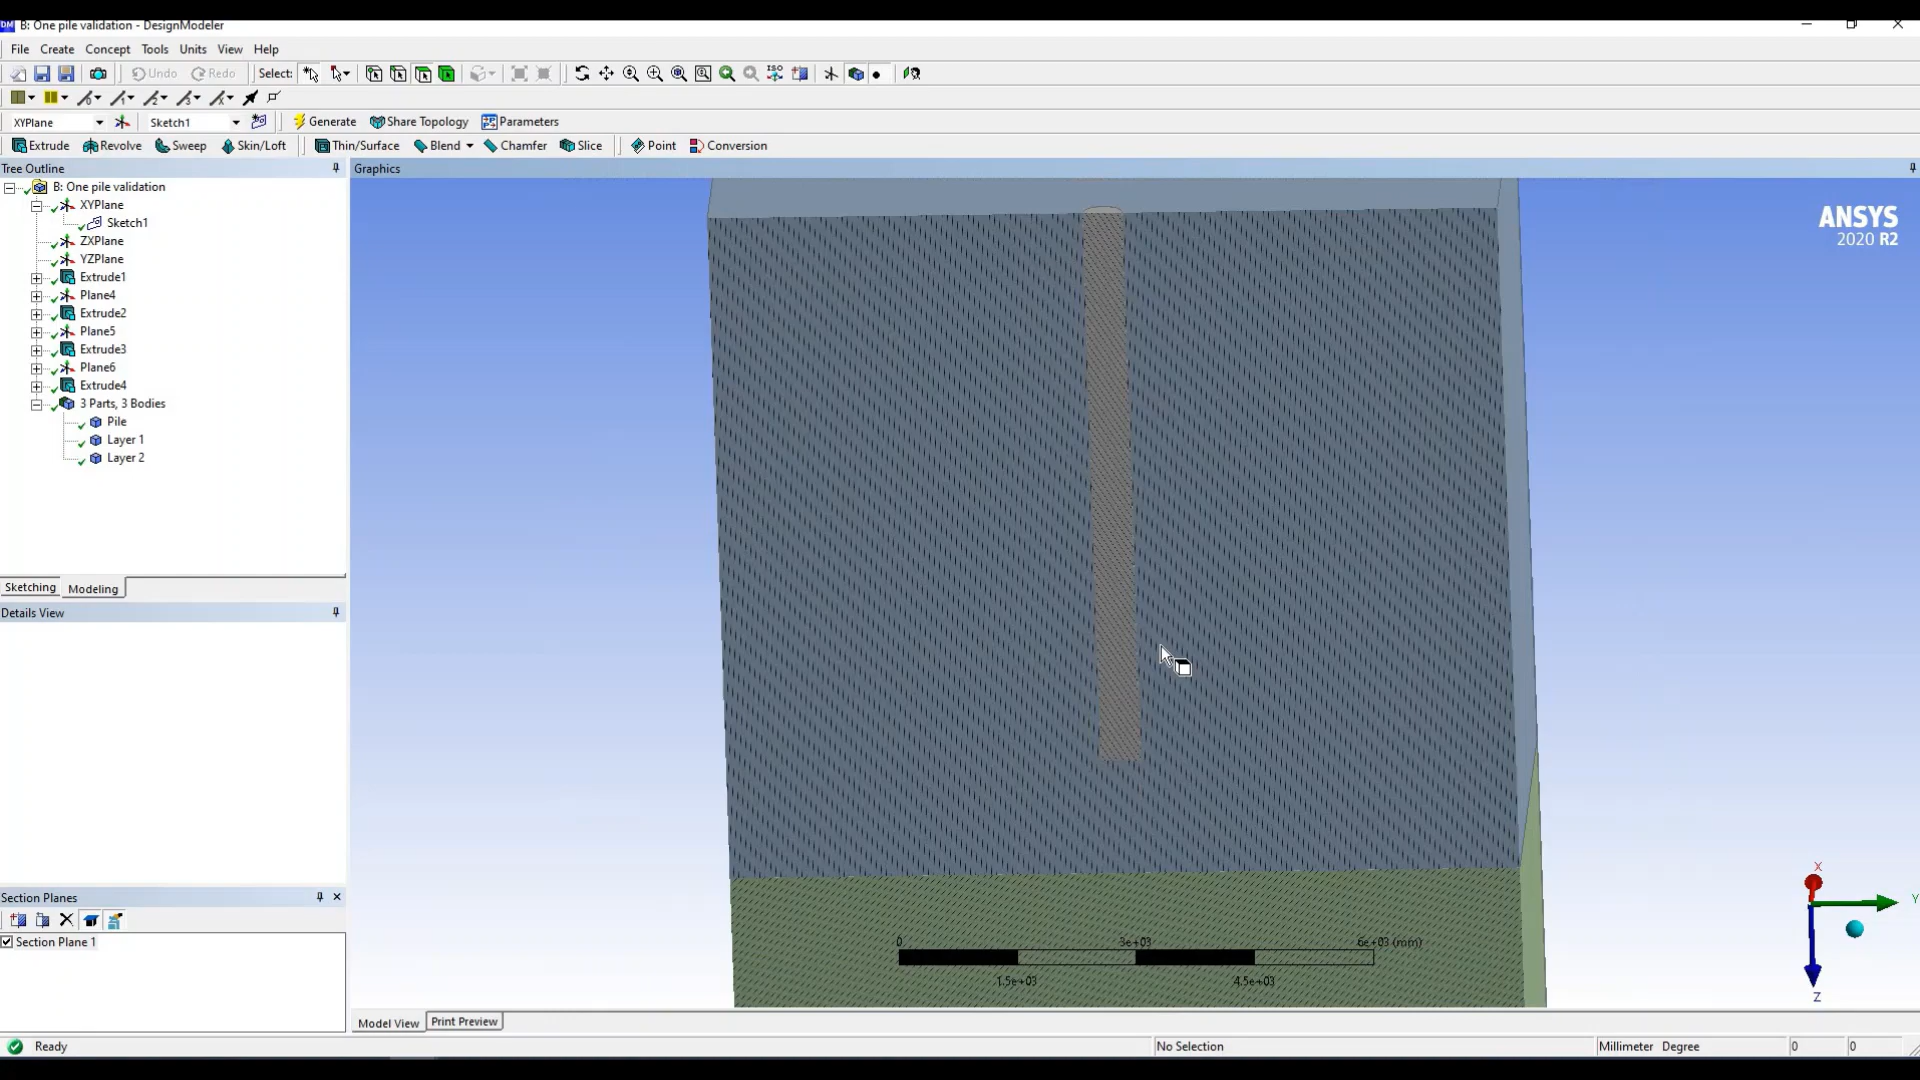 DM B: One pile validation - DesignModeler
File Create Concept Tools Units View Help
Undo Redo Select: ISO
XYPlane Sketch1 Generate Share Topology Parameters
Extrude Revolve Sweep Skin/Loft Thin/Surface Blend Chamfer Slice Point Conversion
Tree Outline
B: One pile validation
XYPlane
Sketch1
ZXPlane
YZPlane
Extrude1
Plane4
Extrude2
Plane5
Extrude3
Plane6
Extrude4
3 Parts, 3 Bodies
Pile
Layer 1
Layer 2
Sketching Modeling
Details View
Section Planes
Section Plane 1
Graphics
ANSYS
2020 R2
0 3e+03 6e+03 (mm)
1.5e+03 4.5e+03
X
Y
Z
Model View Print Preview
Ready No Selection Millimeter Degree 0 0